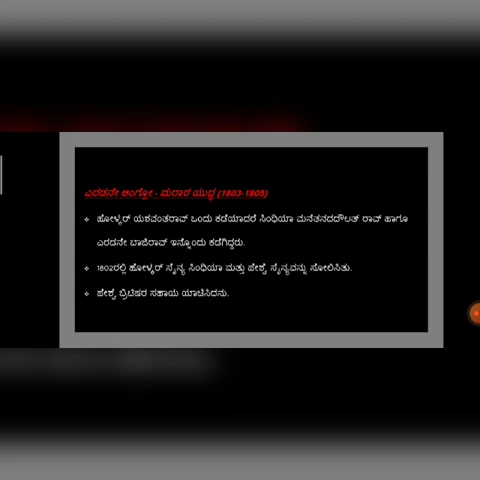 ಎರಡನೇ ಆಂಗ್ಲೋ - ಮರಾಠ ಯುದ್ಧ (1803-1805)
ಹೋಳ್ಕರ್ ಯಶವಂತರಾವ್ ಒಂದು ಕಡೆಯಾದರೆ ಸಿಂಧಿಯಾ ಮನೆತನದದೌಲತ್ ರಾವ್ ಹಾಗೂ
ಎರಡನೇ ಬಾಜಿರಾವ್ ಇನ್ನೊಂದು ಕಡೆಗಿದ್ದರು.
1802ರಲ್ಲಿ ಹೋಳ್ಕರ್ ಸೈನ್ಯ ಸಿಂಧಿಯಾ ಮತ್ತು ಪೇಶ್ವೆ ಸೈನ್ಯವನ್ನು ಸೋಲಿಸಿತು.
ಪೇಶ್ವೆ ಬ್ರಿಟಿಷರ ಸಹಾಯ ಯಾಚಿಸಿದನು.